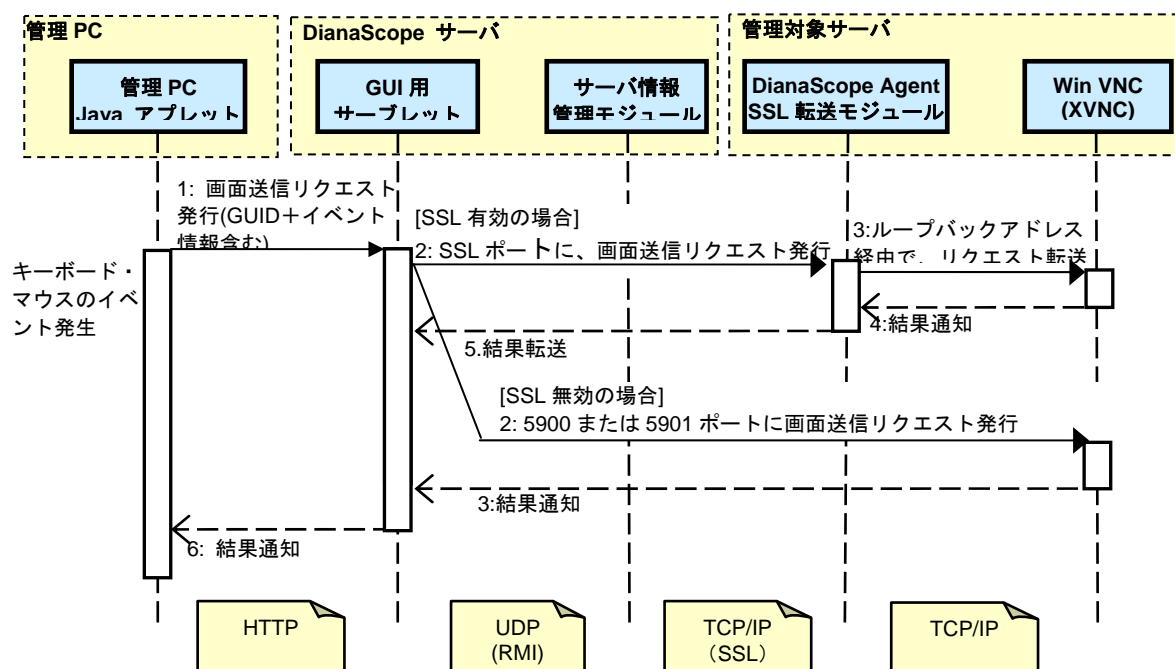 管理 PC
DianaScope サーバ
管理対象サーバ
管理 PC
Java アプレット
GUI 用
サーブレット
サーバ情報
管理モジュール
DianaScope Agent
SSL 転送モジュール
Win VNC
(XVNC)
1: 画面送信リクエスト
発行(GUID＋イベント
情報含む)
[SSL 有効の場合]
2: SSL ポートに、画面送信リクエスト発行
3:ループバックアドレス
経由で、リクエスト転送
キーボード・
マウスのイベ
ント発生
4:結果通知
5.結果転送
[SSL 無効の場合]
2: 5900 または 5901 ポートに画面送信リクエスト発行
3:結果通知
6: 結果通知
HTTP
UDP
(RMI)
TCP/IP
（SSL）
TCP/IP